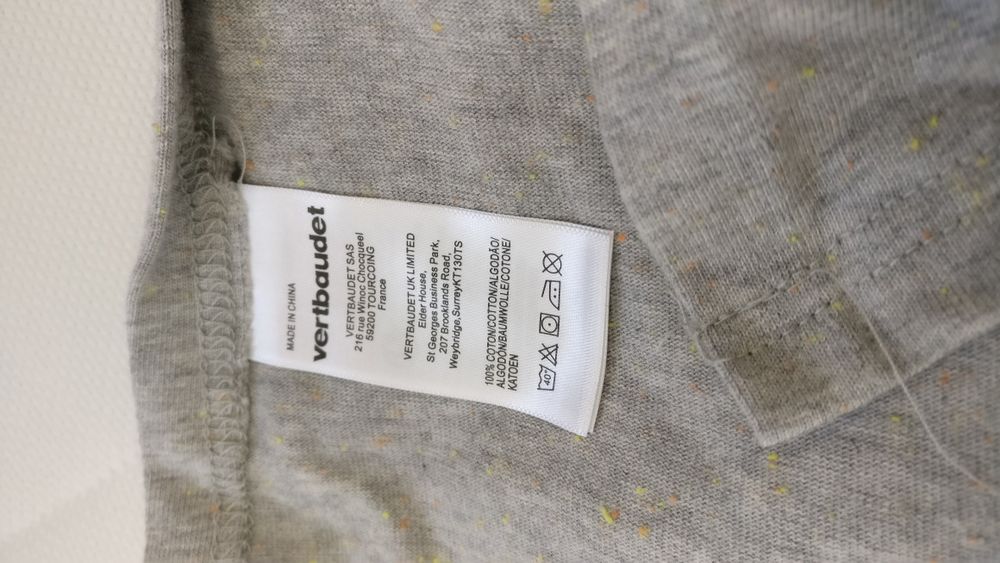 MADE IN CHINA
vertbaudet
VERTBAUDET SAS
216 rue Winoc Chocqueel
59200 TOURCOING
France
VERTBAUDET UK LIMITED
Elder House,
St Georges Business Park,
207 Brooklands Road,
Weybridge,SurreyKT130TS
100% COTON/COTTON/ALGODÃO/
ALGODÓN/BAUMWOLLE/COTONE/
KATOEN
40°